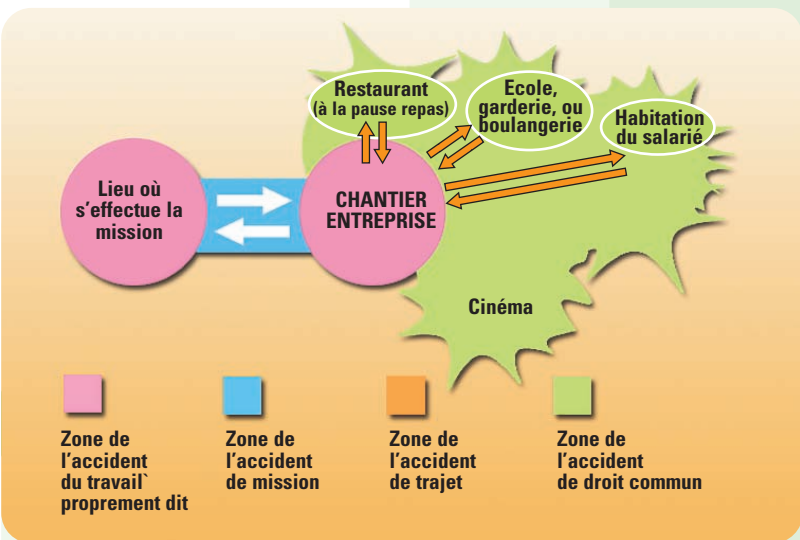 Restaurant
(à la pause repas)
Ecole,
garderie, ou
boulangerie
Habitation
du salarié
Lieu où
s'effectue la
mission
CHANTIER
ENTREPRISE
Cinéma
Zone de
l'accident
du travail`
proprement dit
Zone de
l'accident
de mission
Zone de
l'accident
de trajet
Zone de
l'accident
de droit commun